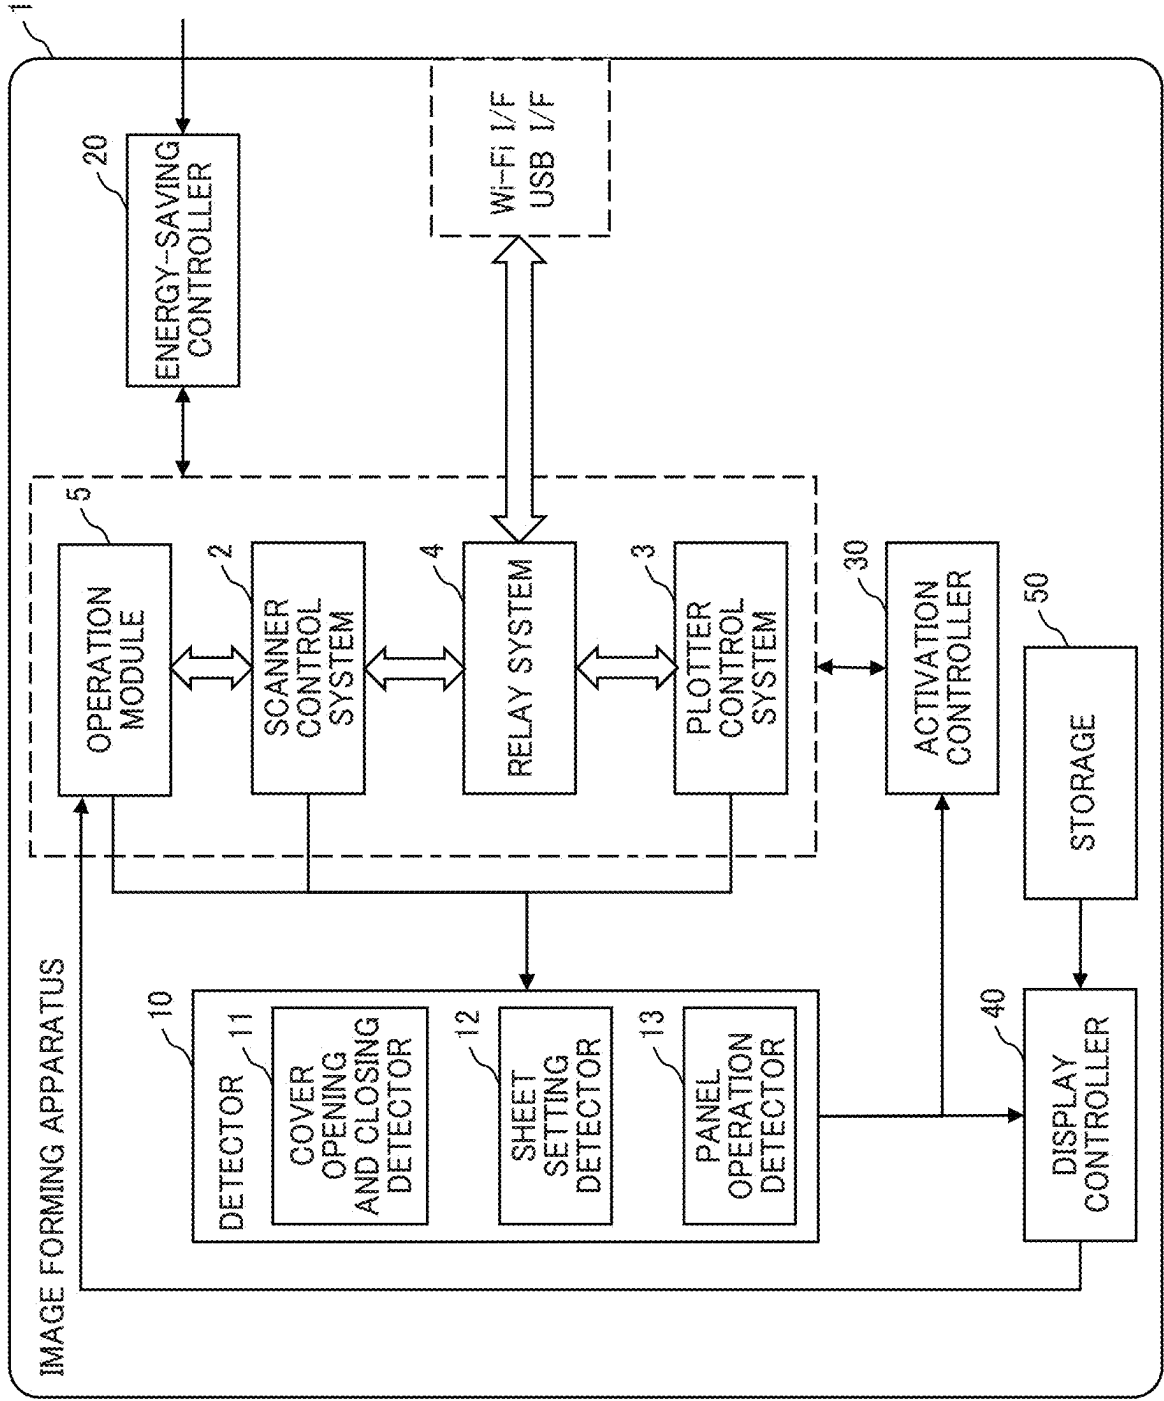 IMAGE FORMING APPARATUS
1
10
DETECTOR
11
COVER
OPENING
AND CLOSING
DETECTOR
12
SHEET
SETTING
DETECTOR
13
PANEL
OPERATION
DETECTOR
40
DISPLAY
CONTROLLER
5
OPERATION
MODULE
2
SCANNER
CONTROL
SYSTEM
4
RELAY SYSTEM
3
PLOTTER
CONTROL
SYSTEM
30
ACTIVATION
CONTROLLER
50
STORAGE
20
ENERGY-SAVING
CONTROLLER
Wi-Fi I/F
USB I/F